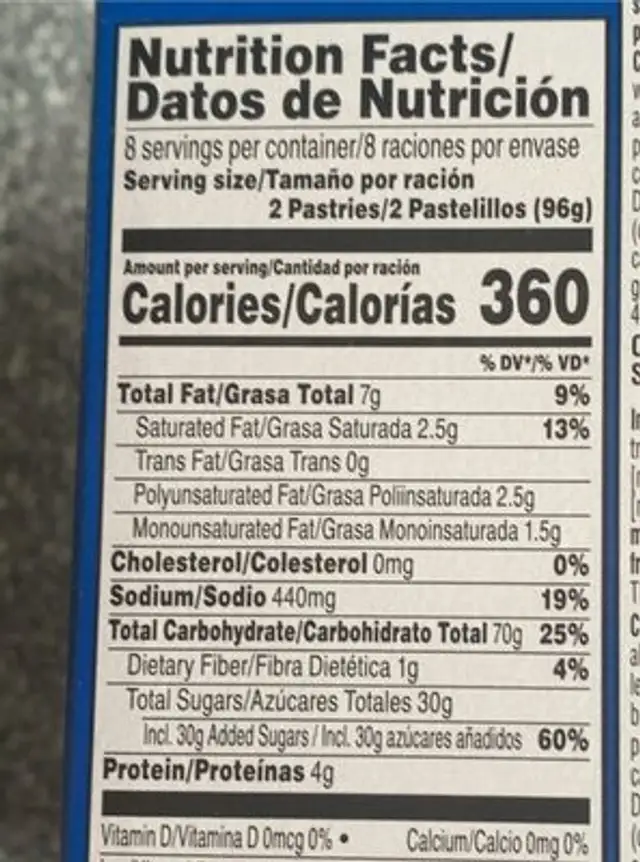 Nutrition Facts/
Datos de Nutrición
8 servings per container/8 raciones por envase
Serving size/Tamaño por ración
2 Pastries/2 Pastelillos (96g)
Amount per serving/Cantidad por ración
Calories/Calorías 360
% DV*/% VD*
Total Fat/Grasa Total 7g 9%
Saturated Fat/Grasa Saturada 2.5g 13%
Trans Fat/Grasa Trans 0g
Polyunsaturated Fat/Grasa Poliinsaturada 2.5g
Monounsaturated Fat/Grasa Monoinsaturada 1.5g
Cholesterol/Colesterol 0mg 0%
Sodium/Sodio 440mg 19%
Total Carbohydrate/Carbohidrato Total 70g 25%
Dietary Fiber/Fibra Dietética 1g 4%
Total Sugars/Azúcares Totales 30g
Incl. 30g Added Sugars / Incl. 30g azúcares añadidos 60%
Protein/Proteínas 4g
Vitamin D/Vitamina D 0mcg 0% • Calcium/Calcio 0mg 0%